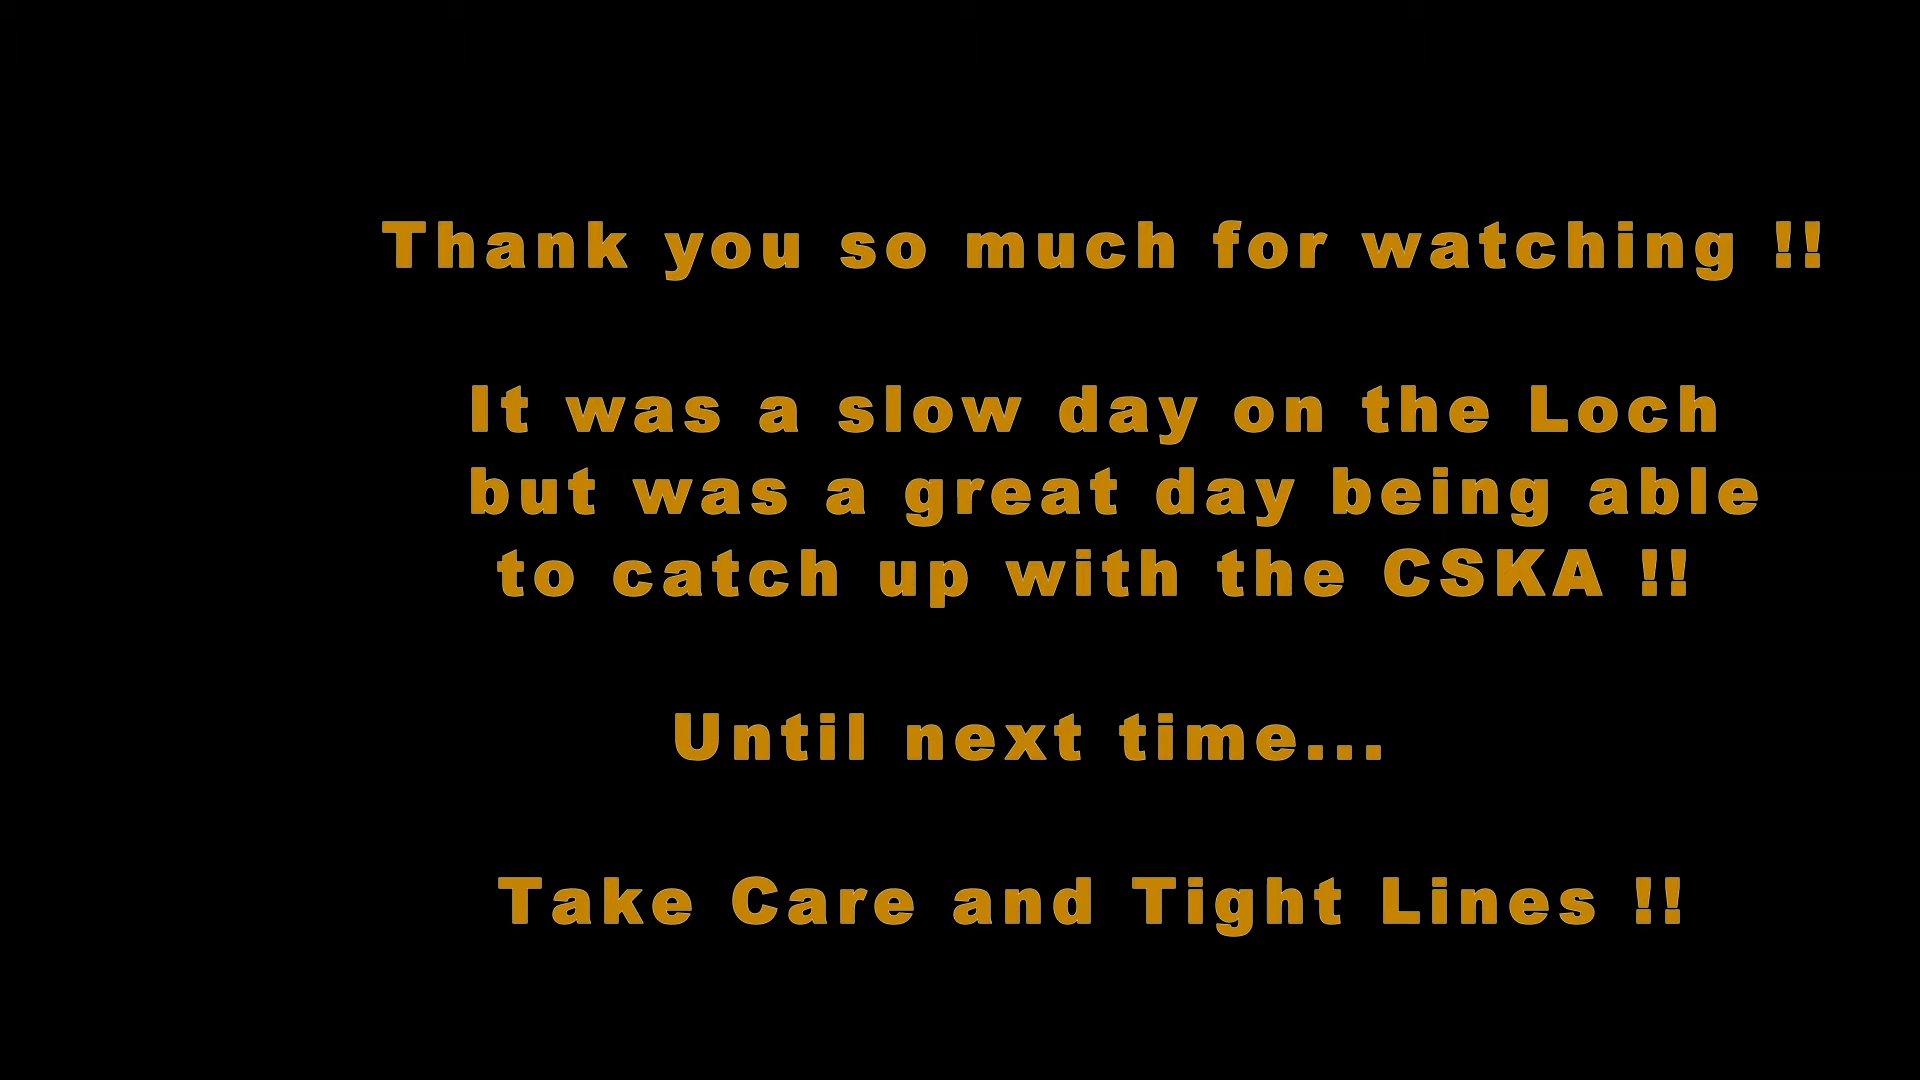 Thank you so much for watching !!
It was a slow day on the Loch
but was a great day being able
to catch up with the CSKA !!
Until next time...
Take Care and Tight Lines !!